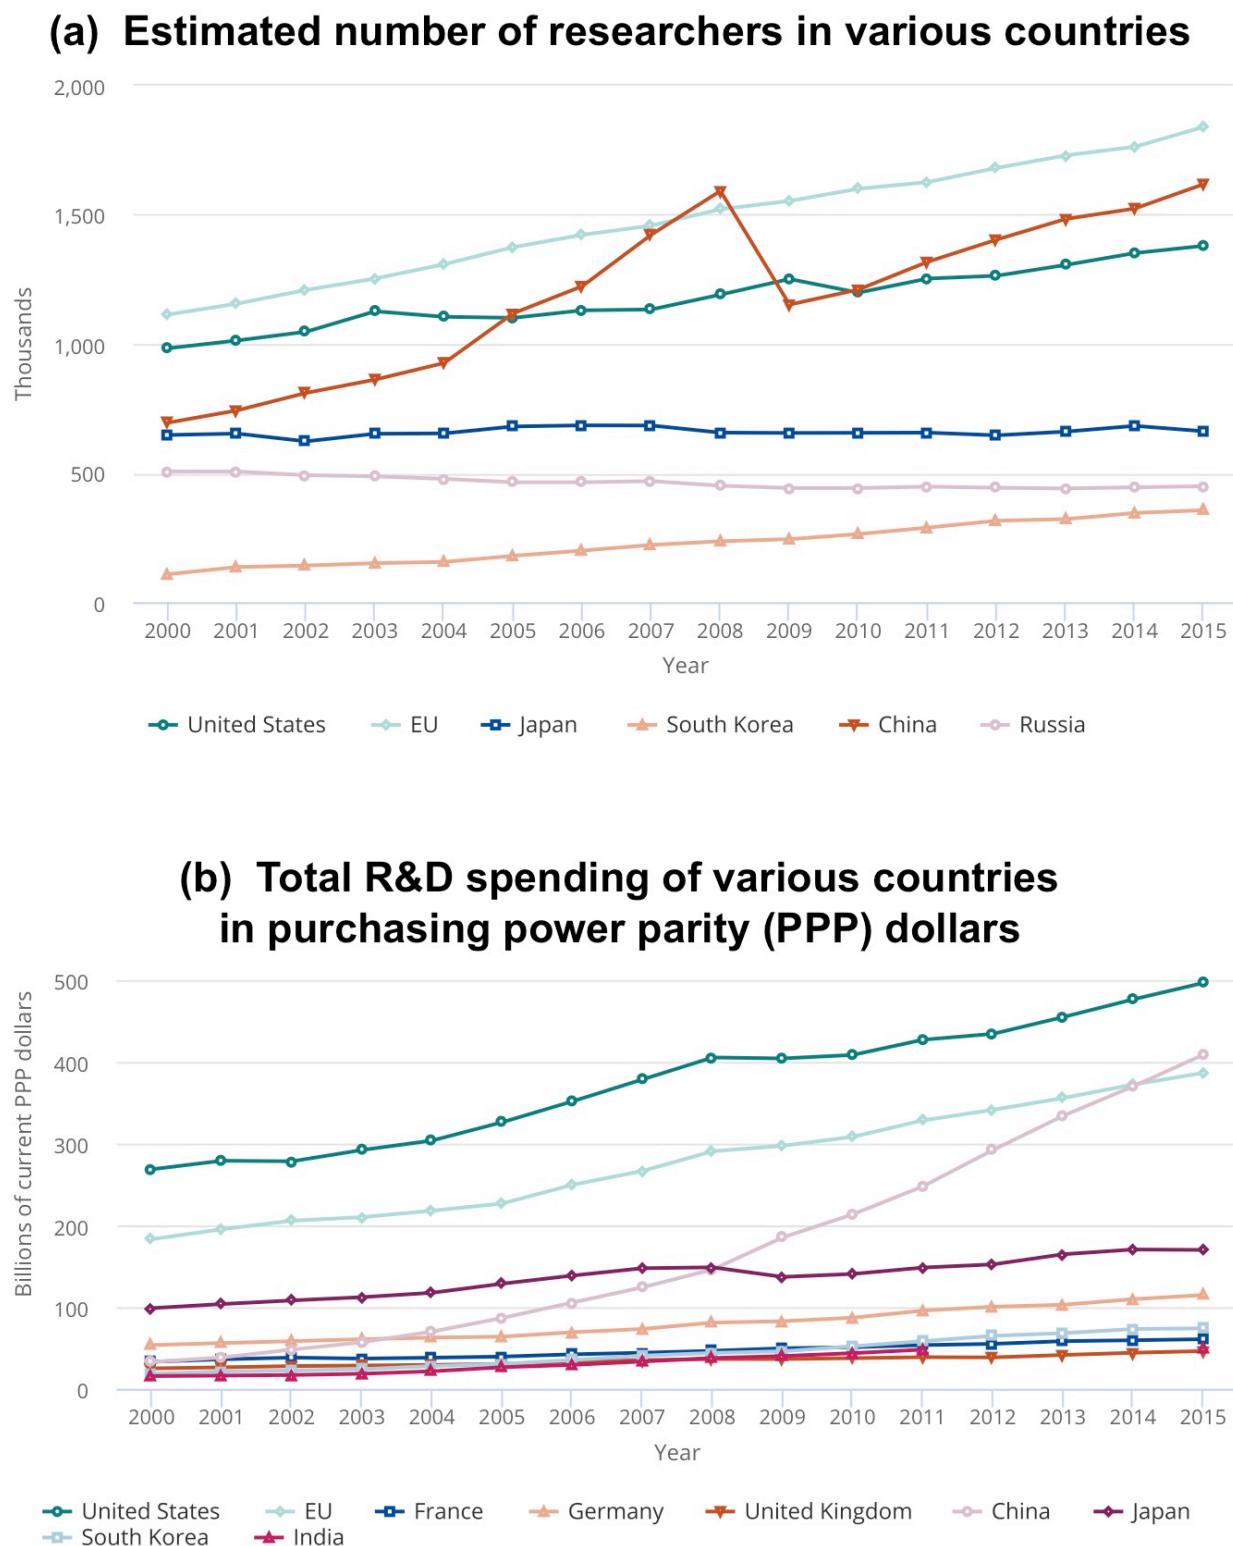 (a)  Estimated number of researchers in various countries
2,000
1,500
1,000
500
0
Thousands
2000 2001 2002 2003 2004 2005 2006 2007 2008 2009 2010 2011 2012 2013 2014 2015
Year
United States EU Japan South Korea China Russia
(b)  Total R&D spending of various countries
in purchasing power parity (PPP) dollars
500
400
300
200
100
0
Billions of current PPP dollars
2000 2001 2002 2003 2004 2005 2006 2007 2008 2009 2010 2011 2012 2013 2014 2015
Year
United States EU France Germany United Kingdom China Japan
South Korea India